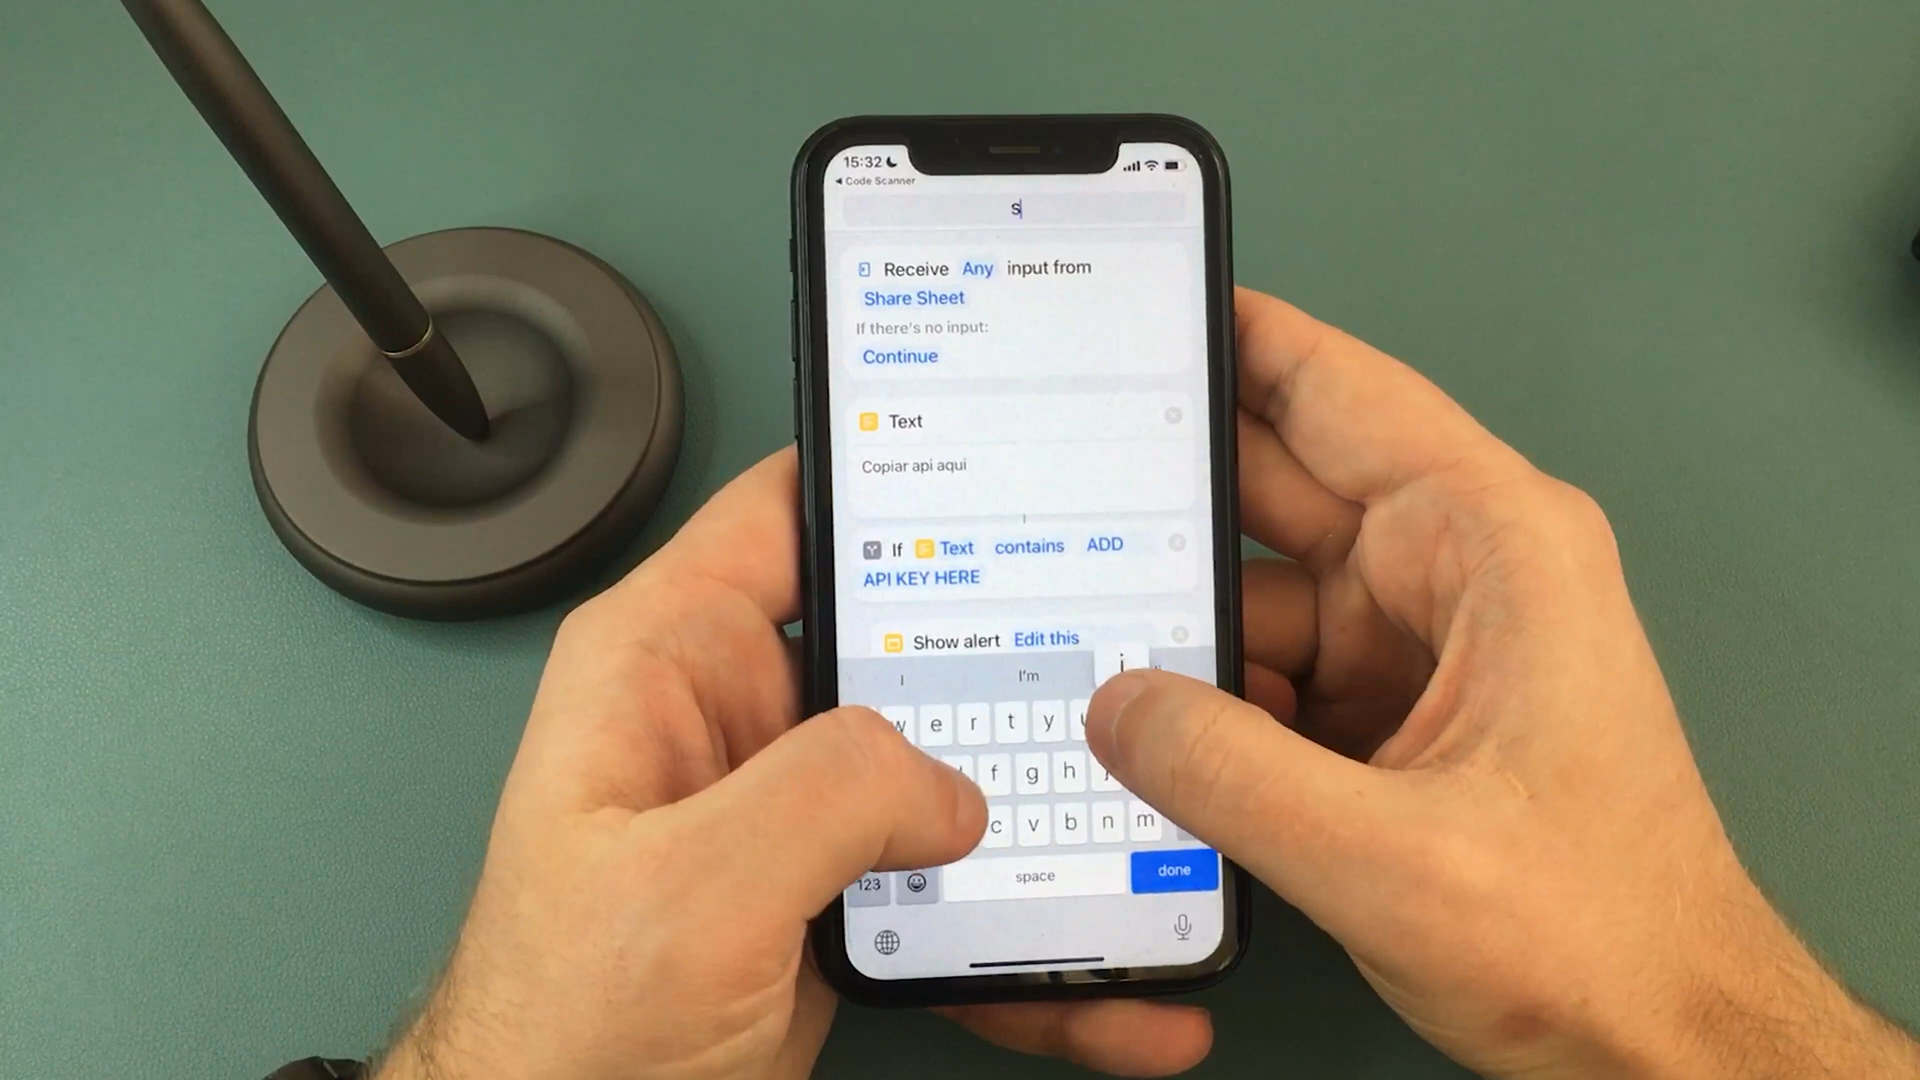 15:32
Code Scanner
S
Receive Any input from
Share Sheet
If there's no input:
Continue
Text
Copiar api aqui
If Text contains ADD
API KEY HERE
Show alert Edit this
I I'm
i
w e r t y u
f g h j
c v b n m
123 space done